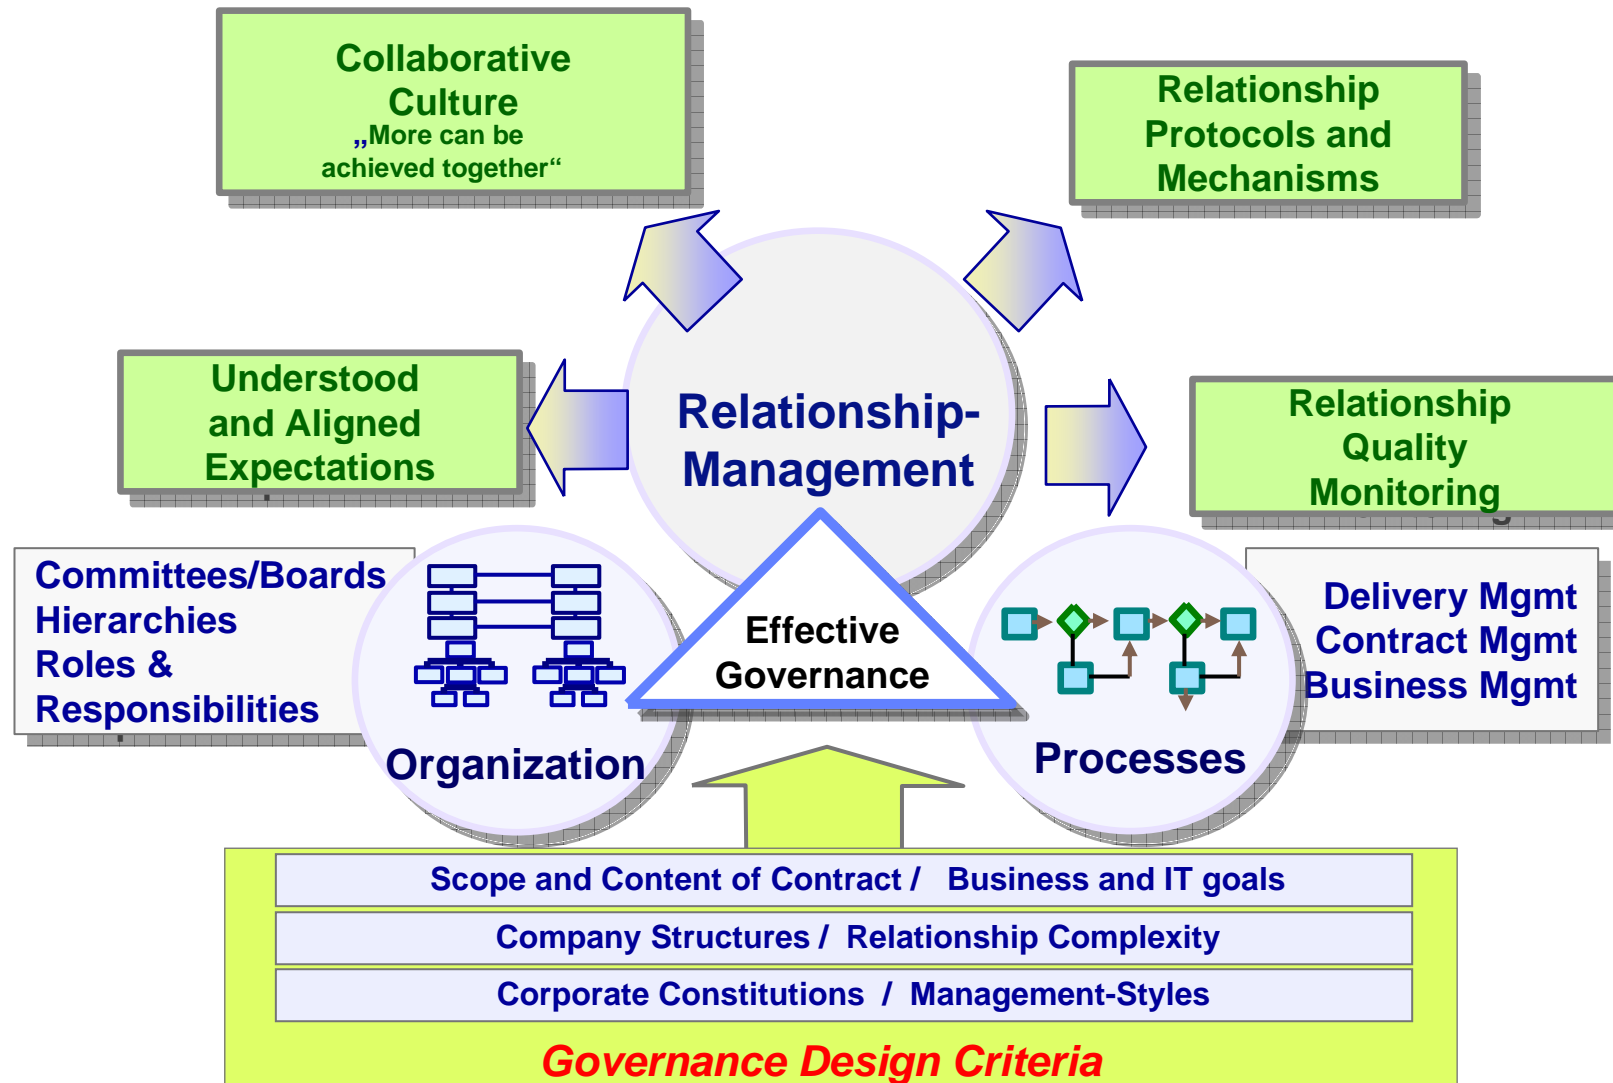 Collaborative
Culture
„More can be
achieved together“
Relationship
Protocols and
Mechanisms
Understood
and Aligned
Expectations
Relationship-
Management
Relationship
Quality
Monitoring
Committees/Boards
Hierarchies
Roles &
Responsibilities
Organization
Effective
Governance
Processes
Delivery Mgmt
Contract Mgmt
Business Mgmt
Scope and Content of Contract / Business and IT goals
Company Structures / Relationship Complexity
Corporate Constitutions / Management-Styles
Governance Design Criteria